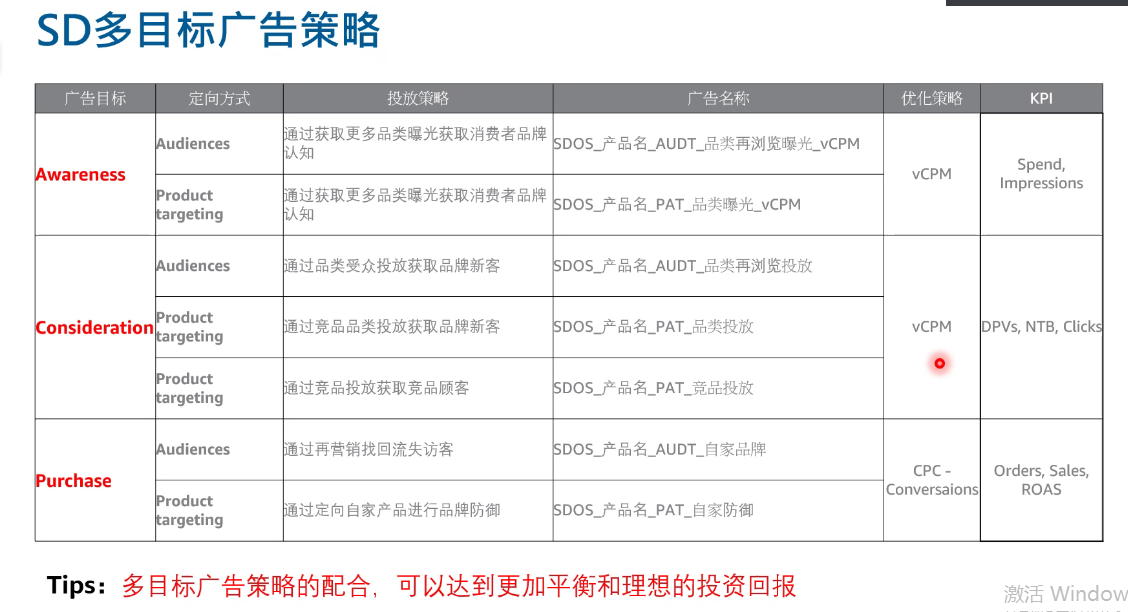 SD多目标广告策略
广告目标 定向方式 投放策略 广告名称 优化策略 KPI
Awareness
Audiences
通过获取更多品类曝光获取消费者品牌
认知
SDOS_产品名_AUDT_品类再浏览曝光_vCPM
Product
targeting
通过获取更多品类曝光获取消费者品牌
认知
SDOS_产品名_PAT_品类曝光_vCPM
vCPM
Spend,
Impressions
Consideration
Audiences
通过品类受众投放获取品牌新客
SDOS_产品名_AUDT_品类再浏览投放
Product
targeting
通过竞品品类投放获取品牌新客
SDOS_产品名_PAT_品类投放
Product
targeting
通过竞品投放获取竞品顾客
SDOS_产品名_PAT_竞品投放
vCPM
DPVs, NTB, Clicks
Purchase
Audiences
通过再营销找回流失访客
SDOS_产品名_AUDT_自家品牌
Product
targeting
通过定向自家产品进行品牌防御
SDOS_产品名_PAT_自家防御
CPC -
Conversaions
Orders, Sales,
ROAS
Tips：多目标广告策略的配合，可以达到更加平衡和理想的投资回报
激活 Window